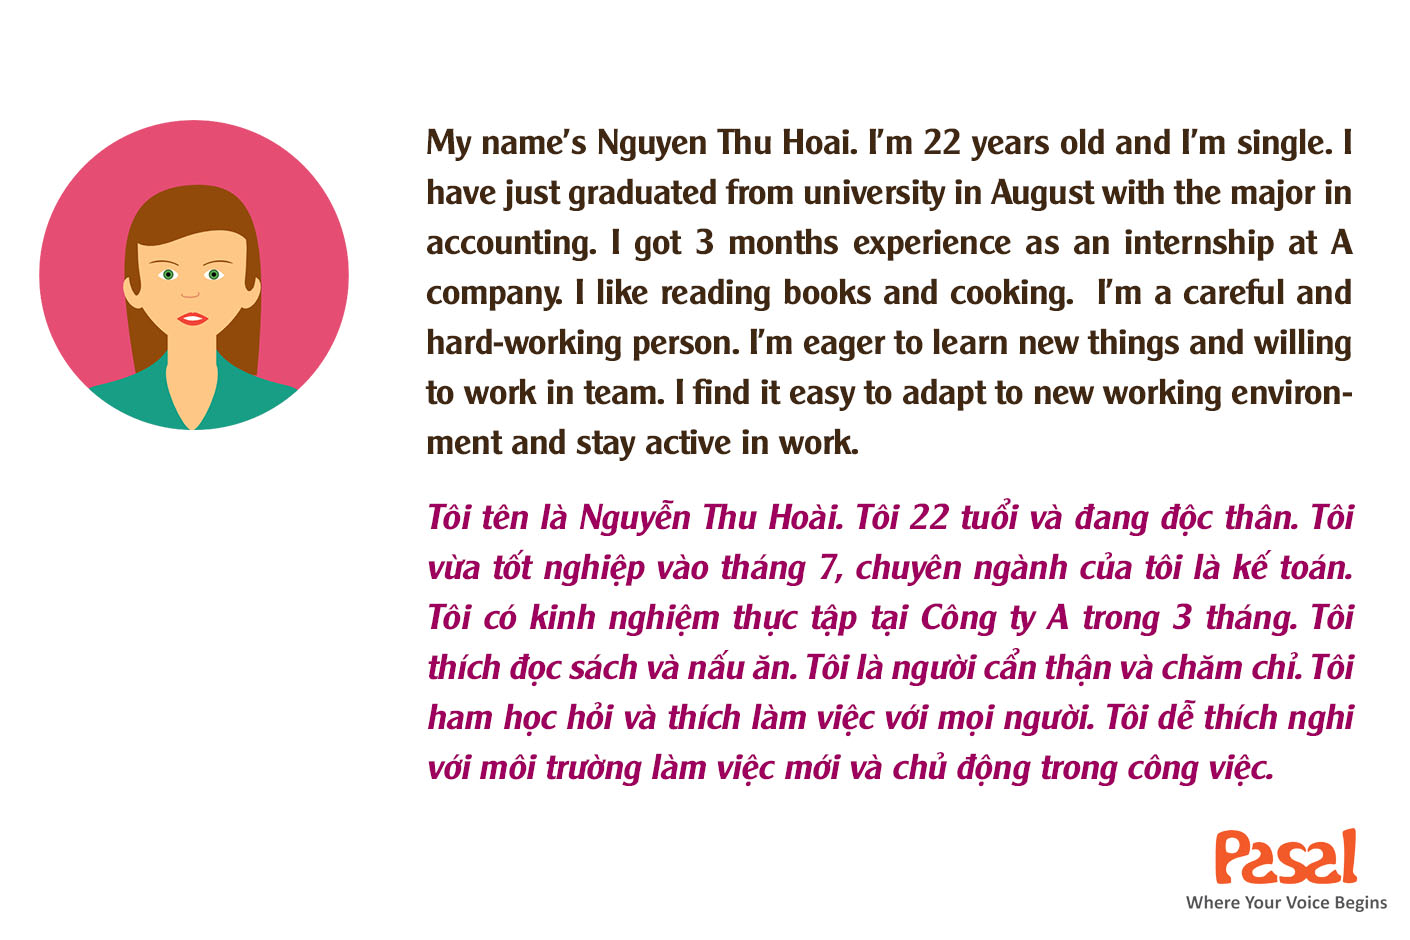 My name’s Nguyen Thu Hoai. I’m 22 years old and I’m single. I
have just graduated from university in August with the major in
accounting. I got 3 months experience as an internship at A
company. I like reading books and cooking.  I’m a careful and
hard-working person. I’m eager to learn new things and willing
to work in team. I find it easy to adapt to new working environ-
ment and stay active in work.
Tôi tên là Nguyễn Thu Hoài. Tôi 22 tuổi và đang độc thân. Tôi
vừa tốt nghiệp vào tháng 7, chuyên ngành của tôi là kế toán.
Tôi có kinh nghiệm thực tập tại Công ty A trong 3 tháng. Tôi
thích đọc sách và nấu ăn. Tôi là người cẩn thận và chăm chỉ. Tôi
ham học hỏi và thích làm việc với mọi người. Tôi dễ thích nghi
với môi trường làm việc mới và chủ động trong công việc.
Pasal
Where Your Voice Begins